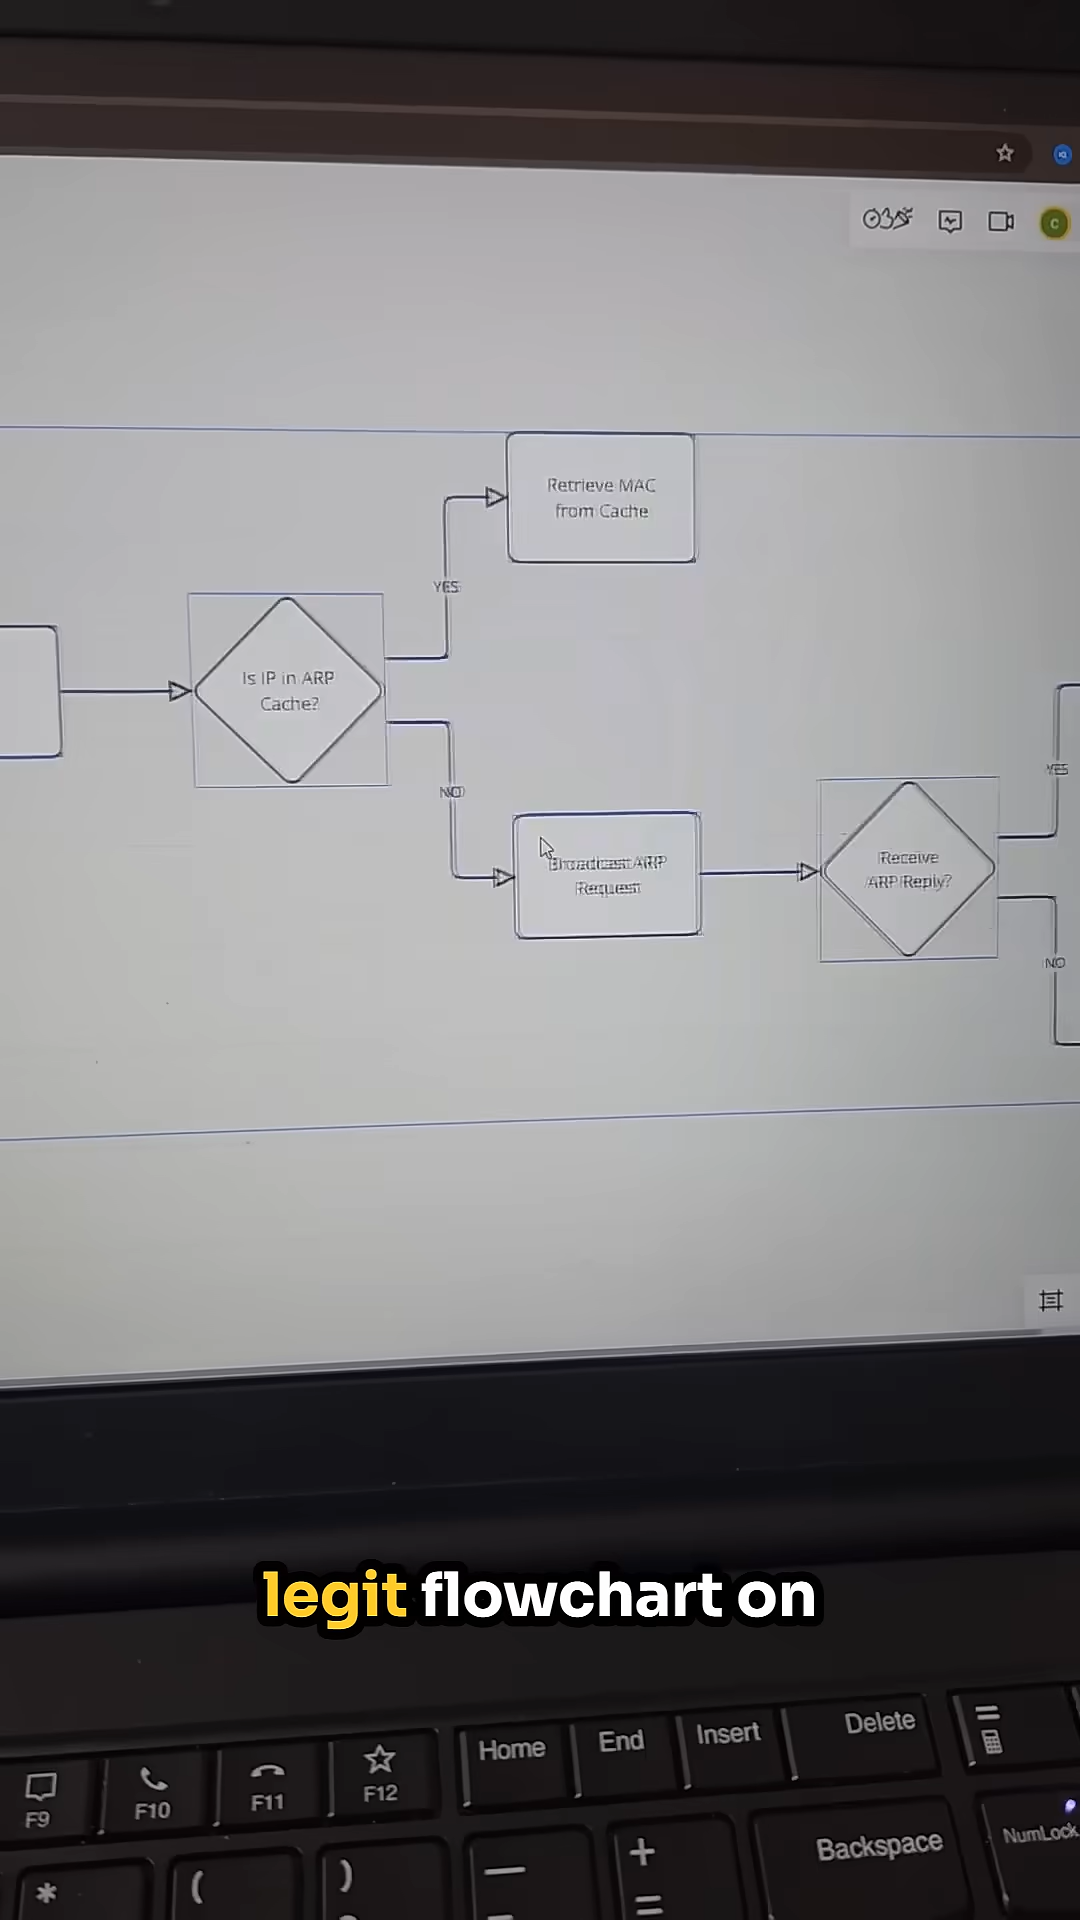 C
Retrieve MAC
from Cache
YES
Is IP in ARP
Cache?
NO
Broadcast ARP
Request
YES
Receive
ARP Reply?
NO
legit flowchart on
Home
End
Insert
Delete
=
F9
F10
F11
F12
*
(
)
—
+
=
Backspace
NumLock